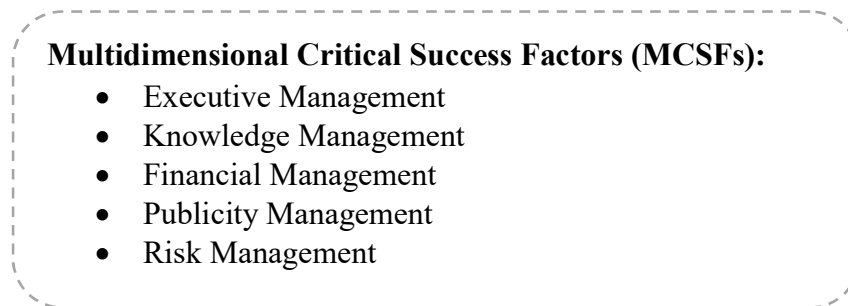 Multidimensional Critical Success Factors (MCSFs):
• Executive Management
• Knowledge Management
• Financial Management
• Publicity Management
• Risk Management